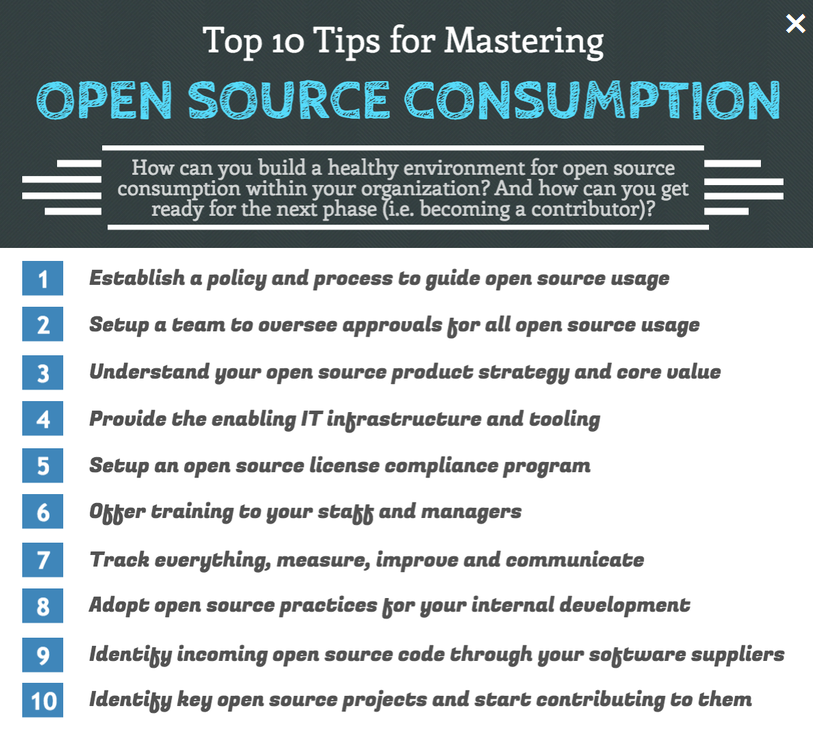 Top 10 Tips for Mastering
OPEN SOURCE CONSUMPTION
How can you build a healthy environment for open source
consumption within your organization? And how can you get
ready for the next phase (i.e. becoming a contributor)?
1 Establish a policy and process to guide open source usage
2 Setup a team to oversee approvals for all open source usage
3 Understand your open source product strategy and core value
4 Provide the enabling IT infrastructure and tooling
5 Setup an open source license compliance program
6 Offer training to your staff and managers
7 Track everything, measure, improve and communicate
8 Adopt open source practices for your internal development
9 Identify incoming open source code through your software suppliers
10 Identify key open source projects and start contributing to them